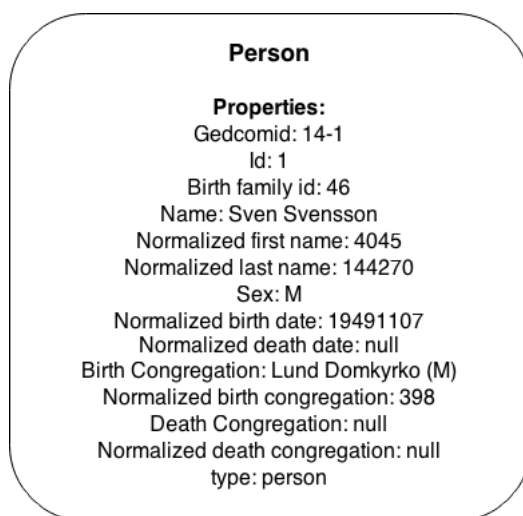 Person
Properties:
Gedcomid: 14-1
Id: 1
Birth family id: 46
Name: Sven Svensson
Normalized first name: 4045
Normalized last name: 144270
Sex: M
Normalized birth date: 19491107
Normalized death date: null
Birth Congregation: Lund Domkyrko (M)
Normalized birth congregation: 398
Death Congregation: null
Normalized death congregation: null
type: person